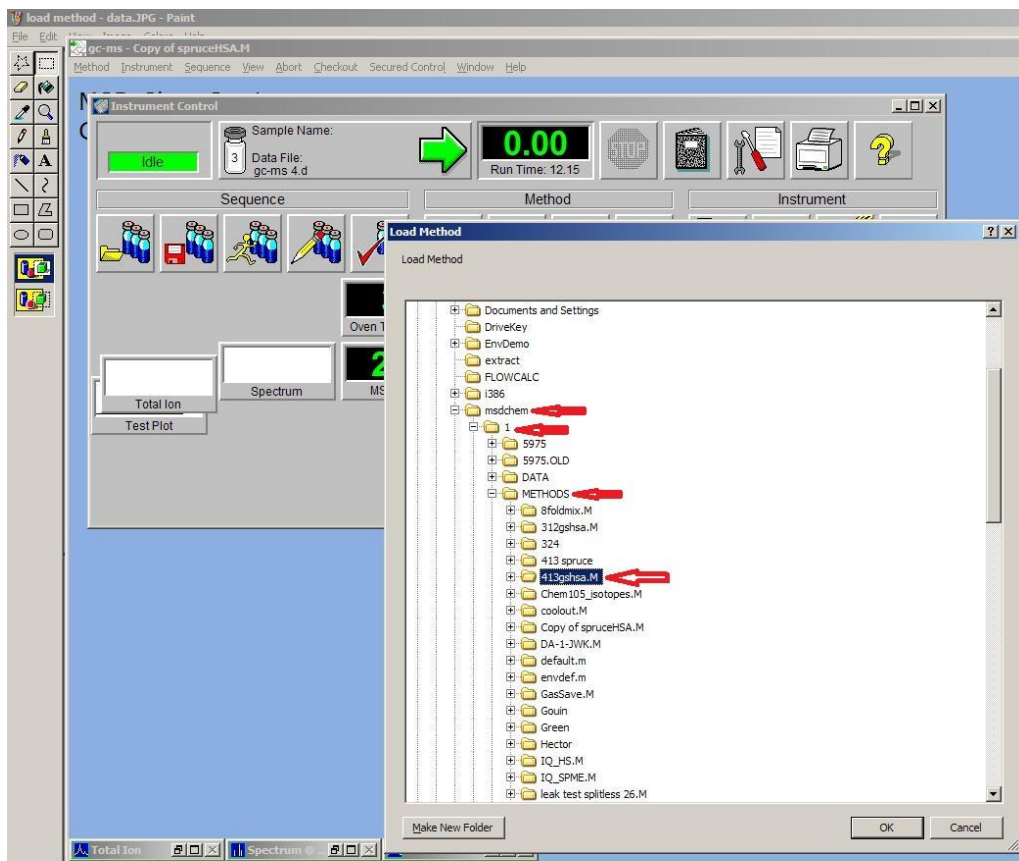 load method - data.JPG - Paint
File Edit View Image Colors Help
gc-ms - Copy of spruceHSA.M
Method Instrument Sequence View Abort Checkout Secured Control Window Help
Instrument Control
Idle
3
Sample Name:
Data File:
gc-ms 4.d
0.00
Run Time: 12.15
STOP
Sequence
Method
Instrument
Load Method
Load Method
Oven T
Total Ion
Spectrum
MS
Test Plot
Documents and Settings
DriveKey
EnvDemo
extract
FLOWCALC
i386
msdchem
1
5975
5975.OLD
DATA
METHODS
8foldmix.M
312gshsa.M
324
413 spruce
413gshsa.M
Chem105_isotopes.M
coolout.M
Copy of spruceHSA.M
DA-1-JWK.M
default.m
envdef.m
GasSave.M
Gouin
Green
Hector
IQ_HS.M
IQ_SPME.M
leak test splitless 26.M
Make New Folder
OK
Cancel
Total Ion
Spectrum @